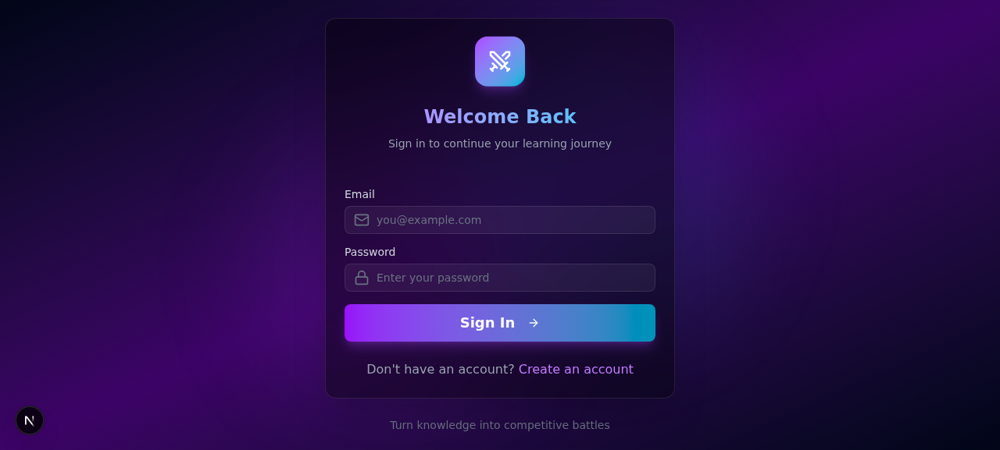 Welcome Back
Sign in to continue your learning journey
Email
you@example.com
Password
Enter your password
Sign In
Don't have an account? Create an account
N
Turn knowledge into competitive battles